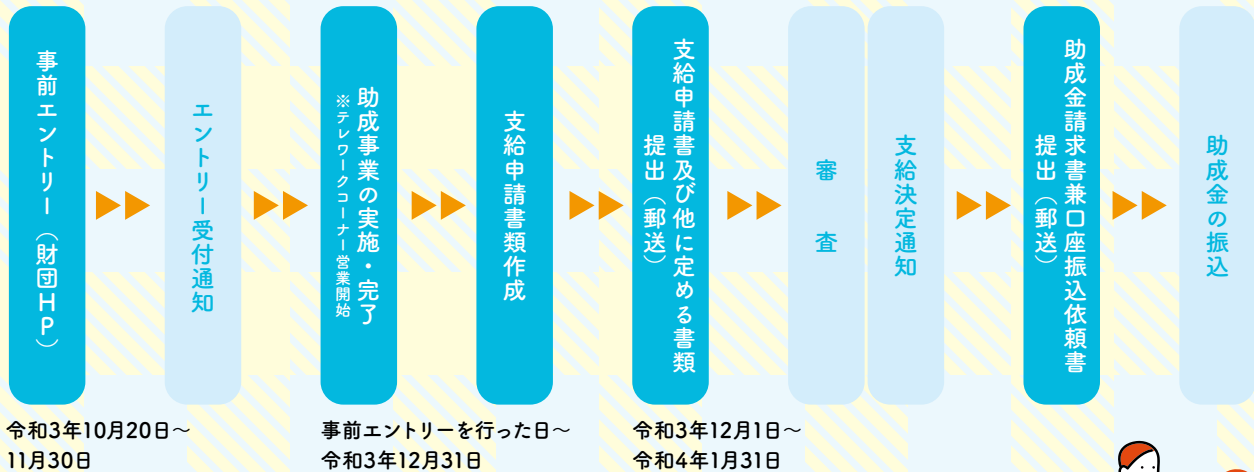 事前エントリー（財団HP）
エントリー受付通知
助成事業の実施・完了
※テレワークコーナー営業開始
支給申請書類作成
支給申請書及び他に定める書類
提出（郵送）
審　査
支給決定通知
助成金請求書兼口座振込依頼書
提出（郵送）
助成金の振込
令和3年10月20日～
11月30日
事前エントリーを行った日～
令和3年12月31日
令和3年12月1日～
令和4年1月31日